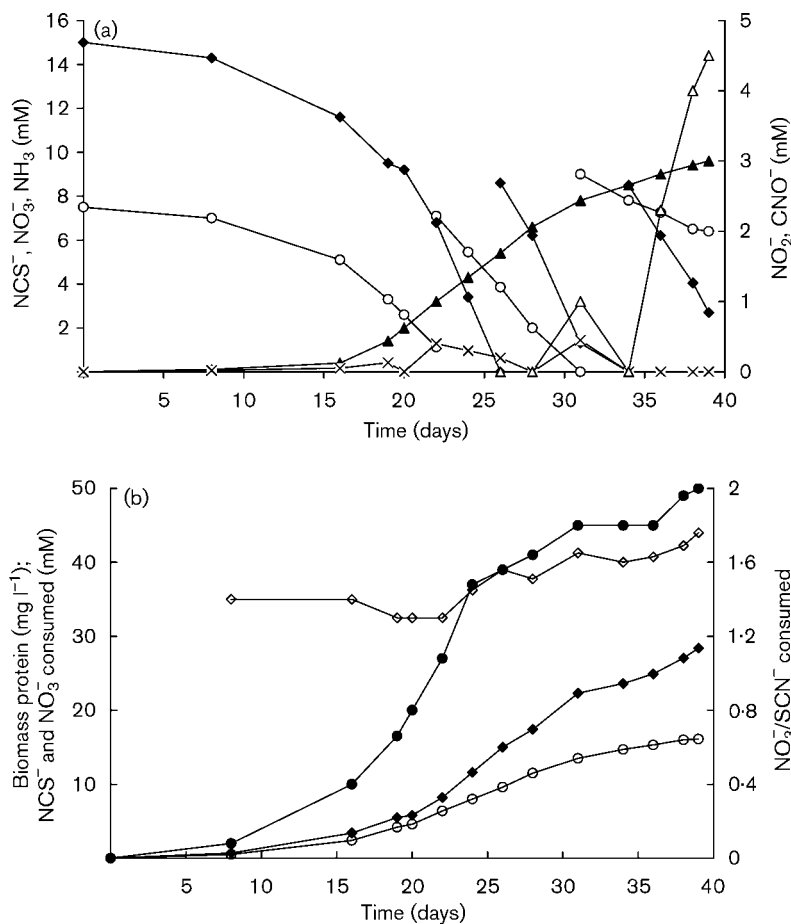 (a)
16
14
12
10
8
6
4
2
NCS⁻, NO₃⁻, NH₃ (mM)
5
4
3
2
1
0
NO₂⁻, CNO⁻ (mM)
5 10 15 20 25 30 35 40
Time (days)
(b)
50
40
30
20
10
Biomass protein (mg l⁻¹);
NCS⁻ and NO₃⁻ consumed (mM)
2
1·6
1·2
0·8
0·4
0
NO₃⁻/SCN⁻ consumed
5 10 15 20 25 30 35 40
Time (days)